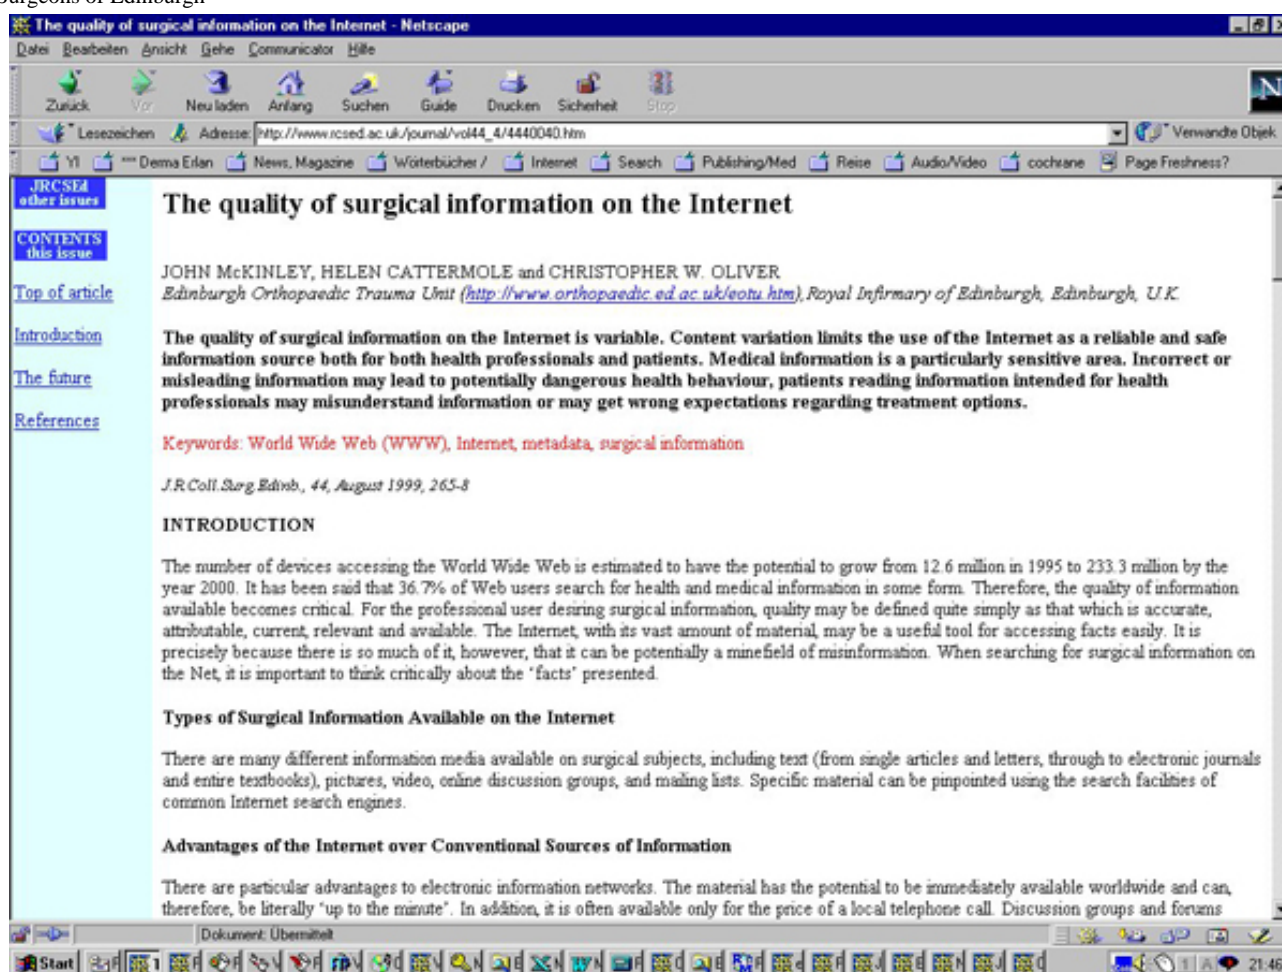 Surgeons of Edinburgh
The quality of surgical information on the Internet - Netscape
Datei Bearbeiten Ansicht Gehe Communicator Hilfe
Zurück Vor Neu laden Anfang Suchen Guide Drucken Sicherheit Stop
Lesezeichen Adresse: http://www.rcsed.ac.uk/journal/vol44_4/4440040.htm Verwandte Objek
Y! Derma Erlan News, Magazine Wörterbücher / Internet Search Publishing/Med Reise Audio/Video cochrane Page Freshness?
JRCSEd
other issues
CONTENTS
this issue
Top of article
Introduction
The future
References
The quality of surgical information on the Internet
JOHN McKINLEY, HELEN CATTERMOLE and CHRISTOPHER W. OLIVER
Edinburgh Orthopaedic Trauma Unit (http://www.orthopaedic.ed.ac.uk/eotu.htm), Royal Infirmary of Edinburgh, Edinburgh, U.K.
The quality of surgical information on the Internet is variable. Content variation limits the use of the Internet as a reliable and safe
information source both for both health professionals and patients. Medical information is a particularly sensitive area. Incorrect or
misleading information may lead to potentially dangerous health behaviour, patients reading information intended for health
professionals may misunderstand information or may get wrong expectations regarding treatment options.
Keywords: World Wide Web (WWW), Internet, metadata, surgical information
J.R.Coll.Surg.Edinb., 44, August 1999, 265-8
INTRODUCTION
The number of devices accessing the World Wide Web is estimated to have the potential to grow from 12.6 million in 1995 to 233.3 million by the
year 2000. It has been said that 36.7% of Web users search for health and medical information in some form. Therefore, the quality of information
available becomes critical. For the professional user desiring surgical information, quality may be defined quite simply as that which is accurate,
attributable, current, relevant and available. The Internet, with its vast amount of material, may be a useful tool for accessing facts easily. It is
precisely because there is so much of it, however, that it can be potentially a minefield of misinformation. When searching for surgical information on
the Net, it is important to think critically about the 'facts' presented.
Types of Surgical Information Available on the Internet
There are many different information media available on surgical subjects, including text (from single articles and letters, through to electronic journals
and entire textbooks), pictures, video, online discussion groups, and mailing lists. Specific material can be pinpointed using the search facilities of
common Internet search engines.
Advantages of the Internet over Conventional Sources of Information
There are particular advantages to electronic information networks. The material has the potential to be immediately available worldwide and can,
therefore, be literally 'up to the minute'. In addition, it is often available only for the price of a local telephone call. Discussion groups and forums
Dokument: Übermittelt
Start 21:46